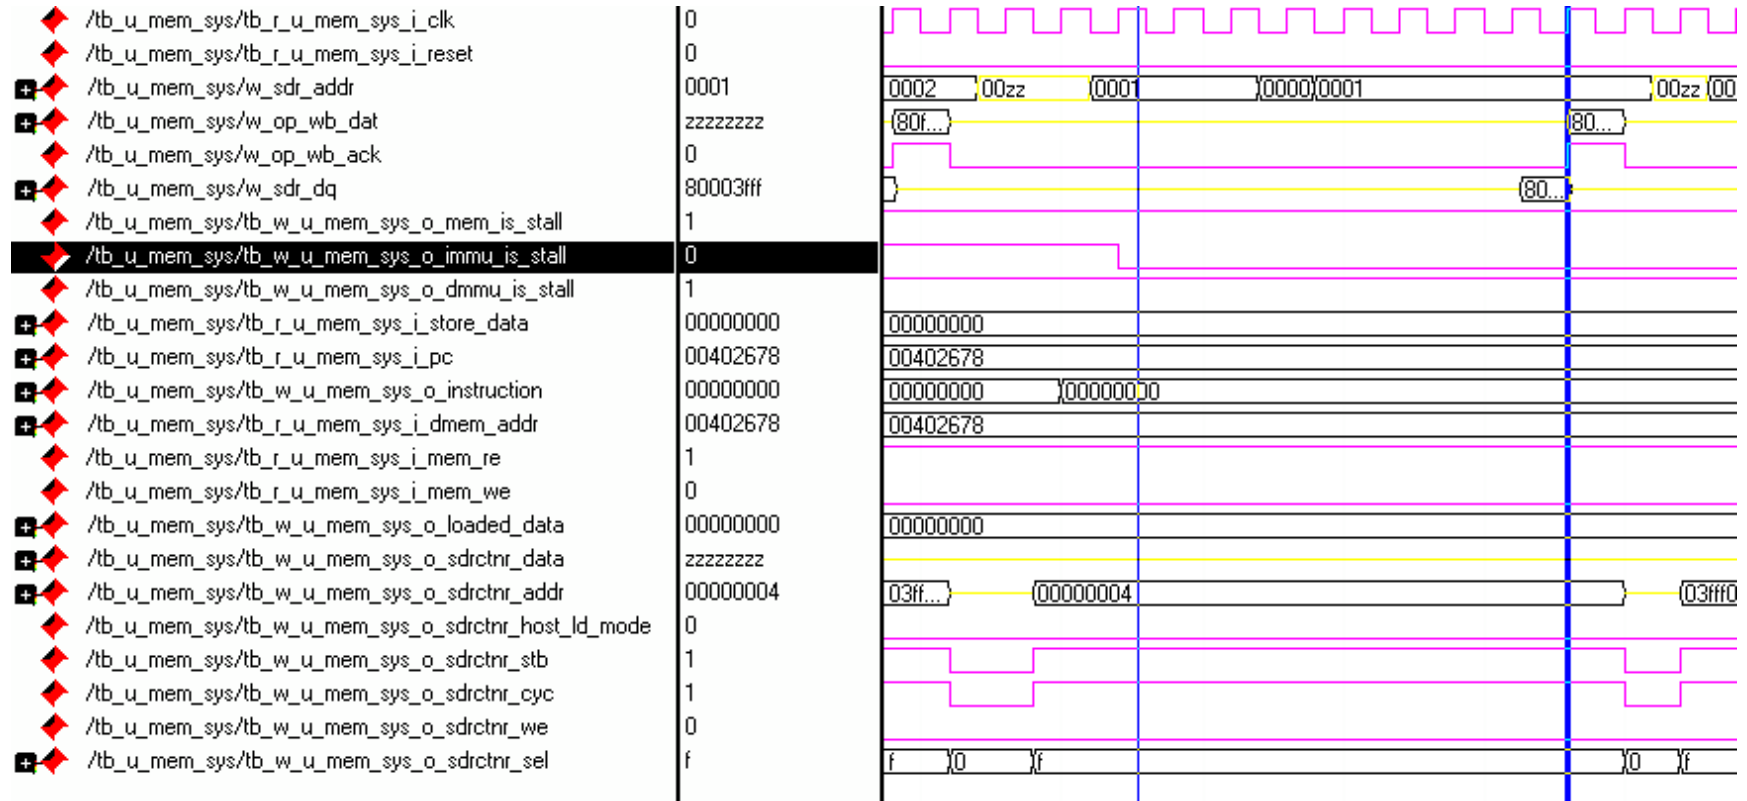 /tb_u_mem_sys/tb_r_u_mem_sys_i_clk 0
/tb_u_mem_sys/tb_r_u_mem_sys_i_reset 0
/tb_u_mem_sys/w_sdr_addr 0001 0002 00zz 0001 0000 0001 00zz 00
/tb_u_mem_sys/w_op_wb_dat zzzzzzzz 80f... 80...
/tb_u_mem_sys/w_op_wb_ack 0
/tb_u_mem_sys/w_sdr_dq 80003fff 80...
/tb_u_mem_sys/tb_w_u_mem_sys_o_mem_is_stall 1
/tb_u_mem_sys/tb_w_u_mem_sys_o_immu_is_stall 0
/tb_u_mem_sys/tb_w_u_mem_sys_o_dmmu_is_stall 1
/tb_u_mem_sys/tb_r_u_mem_sys_i_store_data 00000000 00000000
/tb_u_mem_sys/tb_r_u_mem_sys_i_pc 00402678 00402678
/tb_u_mem_sys/tb_w_u_mem_sys_o_instruction 00000000 00000000 00000000
/tb_u_mem_sys/tb_r_u_mem_sys_i_dmem_addr 00402678 00402678
/tb_u_mem_sys/tb_r_u_mem_sys_i_mem_re 1
/tb_u_mem_sys/tb_r_u_mem_sys_i_mem_we 0
/tb_u_mem_sys/tb_w_u_mem_sys_o_loaded_data 00000000 00000000
/tb_u_mem_sys/tb_w_u_mem_sys_o_sdrctnr_data zzzzzzzz
/tb_u_mem_sys/tb_w_u_mem_sys_o_sdrctnr_addr 00000004 03ff... 00000004 03fff0
/tb_u_mem_sys/tb_w_u_mem_sys_o_sdrctnr_host_ld_mode 0
/tb_u_mem_sys/tb_w_u_mem_sys_o_sdrctnr_stb 1
/tb_u_mem_sys/tb_w_u_mem_sys_o_sdrctnr_cyc 1
/tb_u_mem_sys/tb_w_u_mem_sys_o_sdrctnr_we 0
/tb_u_mem_sys/tb_w_u_mem_sys_o_sdrctnr_sel f f 0 f 0 f